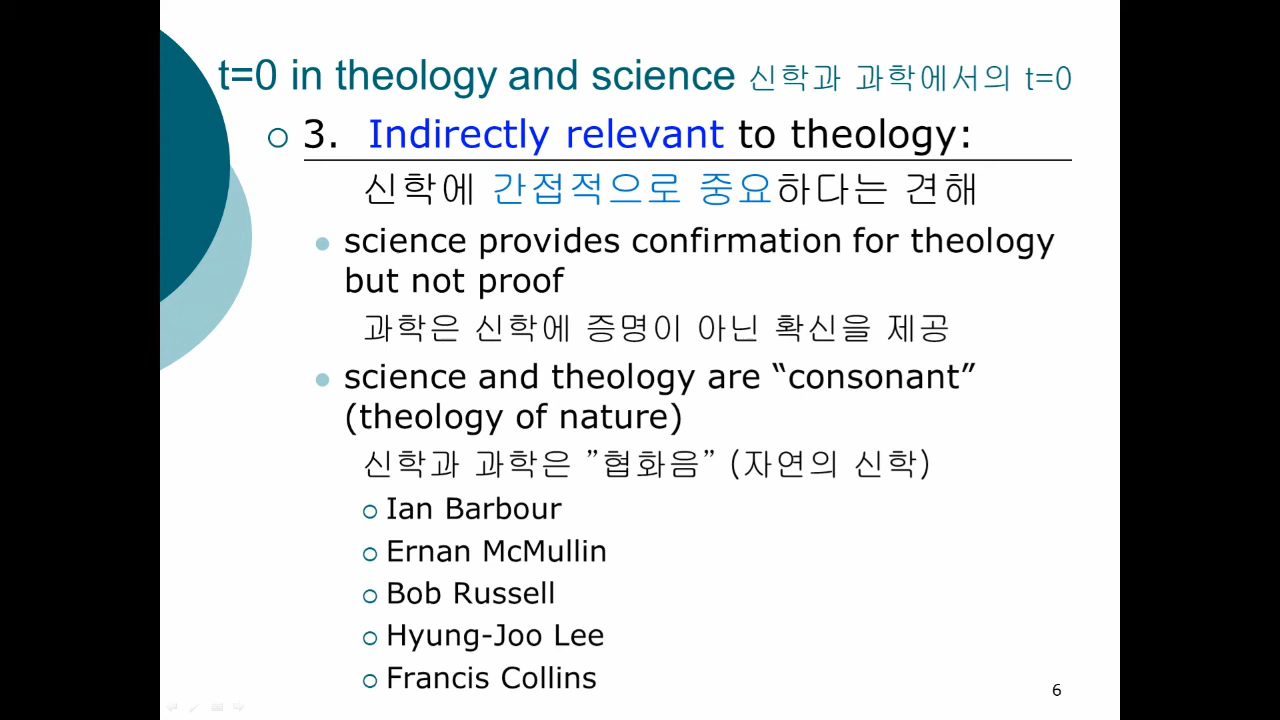 t=0 in theology and science 신학과 과학에서의 t=0
3. Indirectly relevant to theology:
신학에 간접적으로 중요하다는 견해
science provides confirmation for theology
but not proof
과학은 신학에 증명이 아닌 확신을 제공
science and theology are “consonant”
(theology of nature)
신학과 과학은 ”협화음” (자연의 신학)
Ian Barbour
Ernan McMullin
Bob Russell
Hyung-Joo Lee
Francis Collins
6